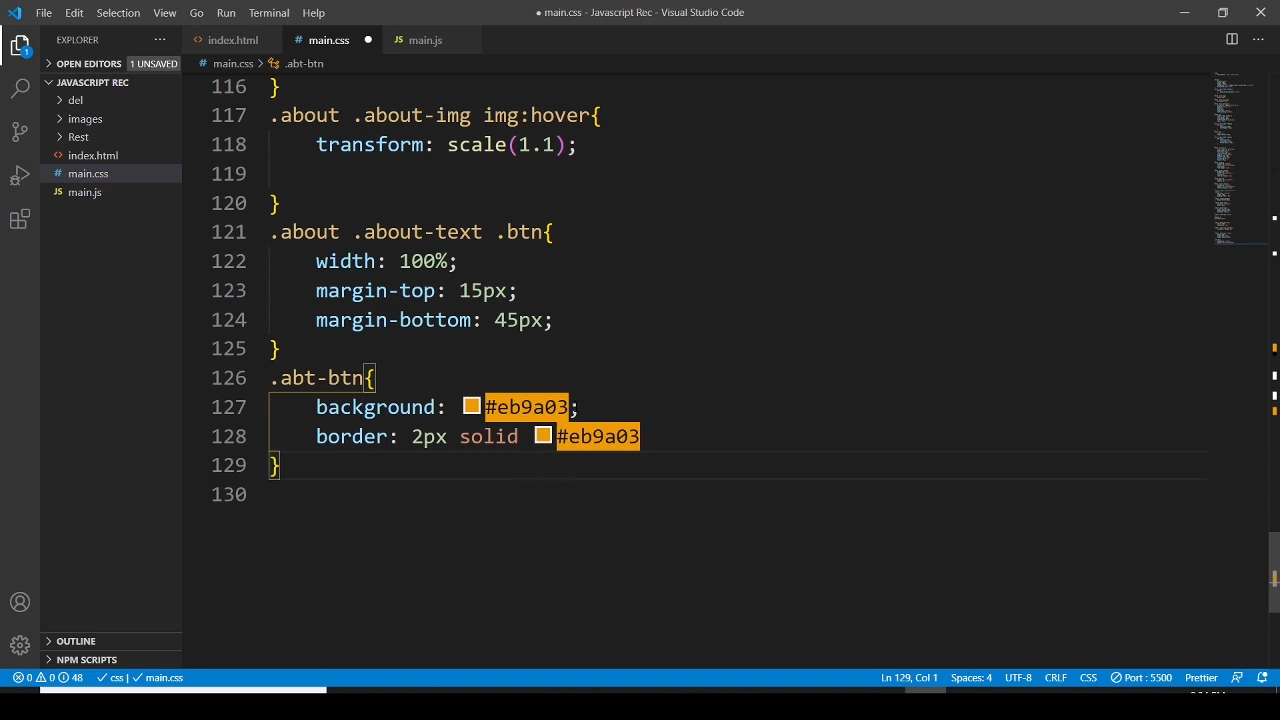 File Edit Selection View Go Run Terminal Help ● main.css - Javascript Rec - Visual Studio Code
EXPLORER ···
index.html # main.css ● JS main.js
1
OPEN EDITORS 1 UNSAVED
# main.css > .abt-btn
JAVASCRIPT REC
del
images
Rest
index.html
# main.css
JS main.js
116 }
117 .about .about-img img:hover{
118 transform: scale(1.1);
119
120 }
121 .about .about-text .btn{
122 width: 100%;
123 margin-top: 15px;
124 margin-bottom: 45px;
125 }
126 .abt-btn{
127 background: #eb9a03;
128 border: 2px solid #eb9a03
129 }
130
OUTLINE
NPM SCRIPTS
0 0 48 ✓ css | ✓ main.css Ln 129, Col 1 Spaces: 4 UTF-8 CRLF CSS Port : 5500 Prettier